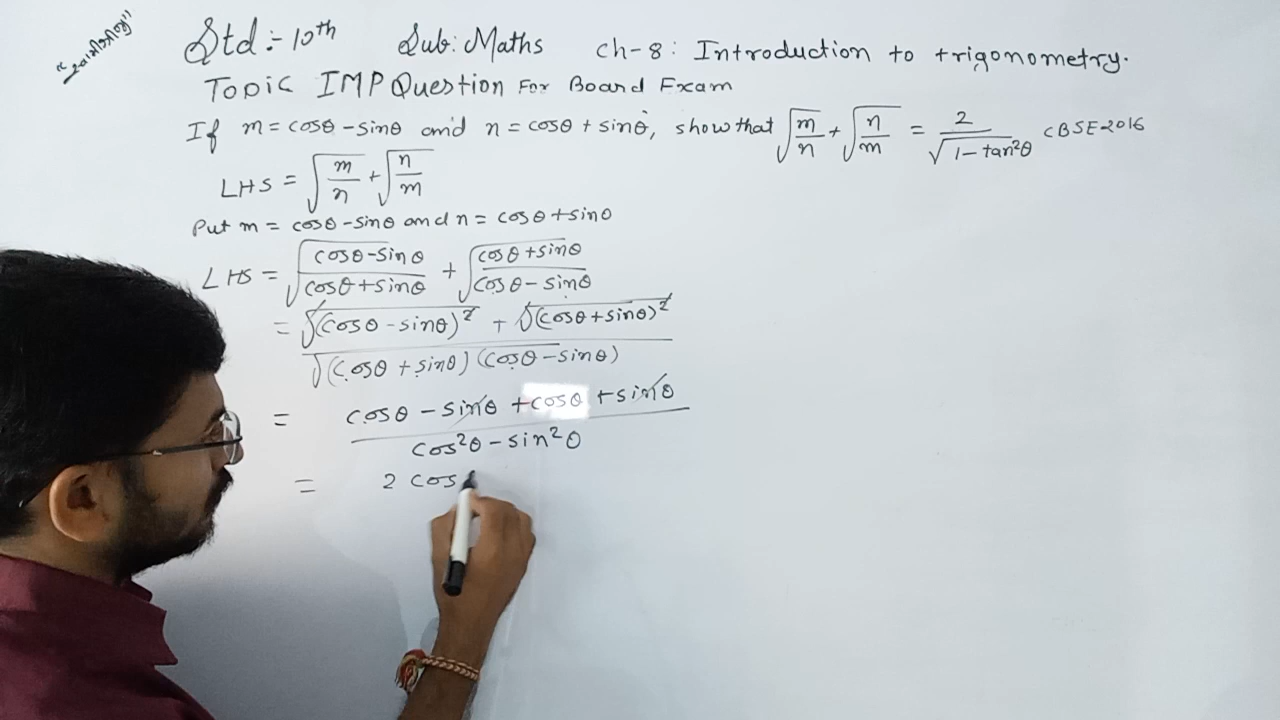 "સ્વામીશ્રીજી"
Std :- 10th Sub: Maths ch-8: Introduction to trigonometry.
Topic IMP Question For Board Exam
If m = cosθ - sinθ and n = cosθ + sinθ, show that √(m/n) + √(n/m) = 2/√(1 - tan²θ) CBSE-2016
LHS = √(m/n) + √(n/m)
Put m = cosθ - sinθ and n = cosθ + sinθ
LHS = √((cosθ - sinθ)/(cosθ + sinθ)) + √((cosθ + sinθ)/(cosθ - sinθ))
= (√(cosθ - sinθ)² + √(cosθ + sinθ)²)/√(cosθ + sinθ)(cosθ - sinθ)
= (cosθ - sinθ + cosθ + sinθ)/(cos²θ - sin²θ)
= 2 cos